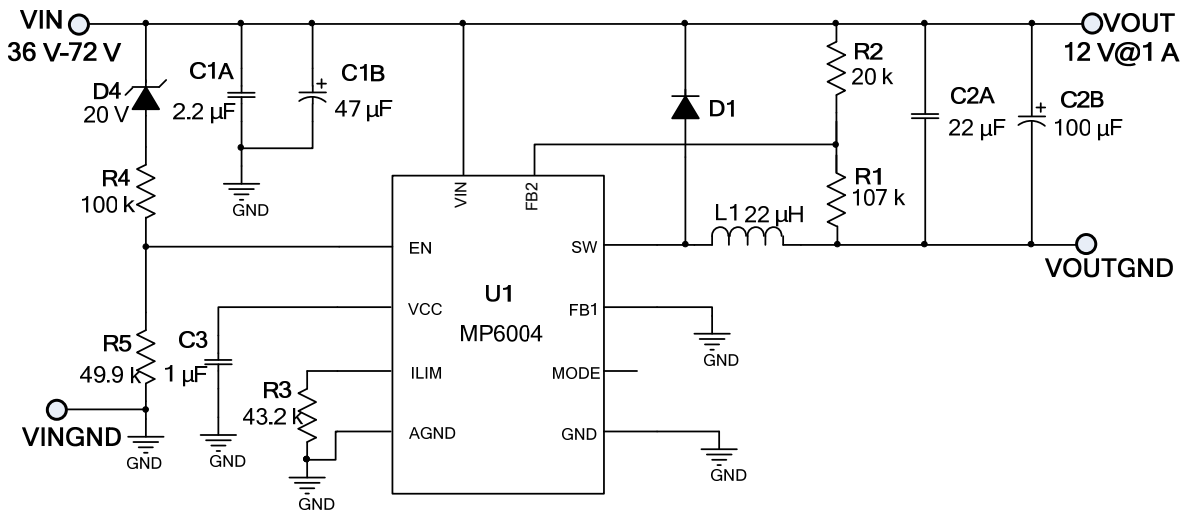 VIN
36 V-72 V
D4
20 V
C1A
2.2 µF
C1B
47 µF
GND
R4
100 k
R5
49.9 k
VINGND
GND
C3
1 µF
GND
R3
43.2 k
GND
VIN
FB2
EN
VCC
ILIM
AGND
U1
MP6004
SW
FB1
MODE
GND
D1
L1 22 µH
R2
20 k
R1
107 k
C2A
22 µF
C2B
100 µF
VOUT
12 V@1 A
VOUTGND
GND
GND